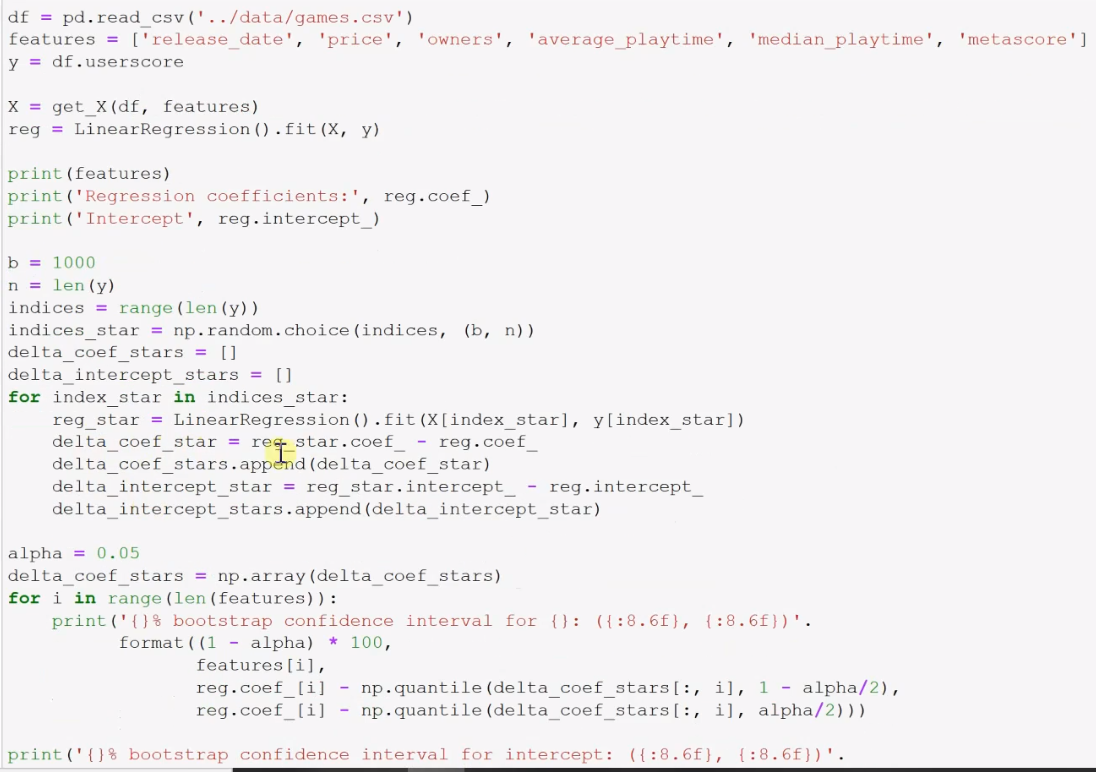 df = pd.read_csv('../data/games.csv')
features = ['release_date', 'price', 'owners', 'average_playtime', 'median_playtime', 'metascore']
y = df.userscore
X = get_X(df, features)
reg = LinearRegression().fit(X, y)
print(features)
print('Regression coefficients:', reg.coef_)
print('Intercept', reg.intercept_)
b = 1000
n = len(y)
indices = range(len(y))
indices_star = np.random.choice(indices, (b, n))
delta_coef_stars = []
delta_intercept_stars = []
for index_star in indices_star:
    reg_star = LinearRegression().fit(X[index_star], y[index_star])
    delta_coef_star = reg_star.coef_ - reg.coef_
    delta_coef_stars.append(delta_coef_star)
    delta_intercept_star = reg_star.intercept_ - reg.intercept_
    delta_intercept_stars.append(delta_intercept_star)
alpha = 0.05
delta_coef_stars = np.array(delta_coef_stars)
for i in range(len(features)):
    print('{}% bootstrap confidence interval for {}: ({:8.6f}, {:8.6f})'.
          format((1 - alpha) * 100,
                 features[i],
                 reg.coef_[i] - np.quantile(delta_coef_stars[:, i], 1 - alpha/2),
                 reg.coef_[i] - np.quantile(delta_coef_stars[:, i], alpha/2)))
print('{}% bootstrap confidence interval for intercept: ({:8.6f}, {:8.6f})'.